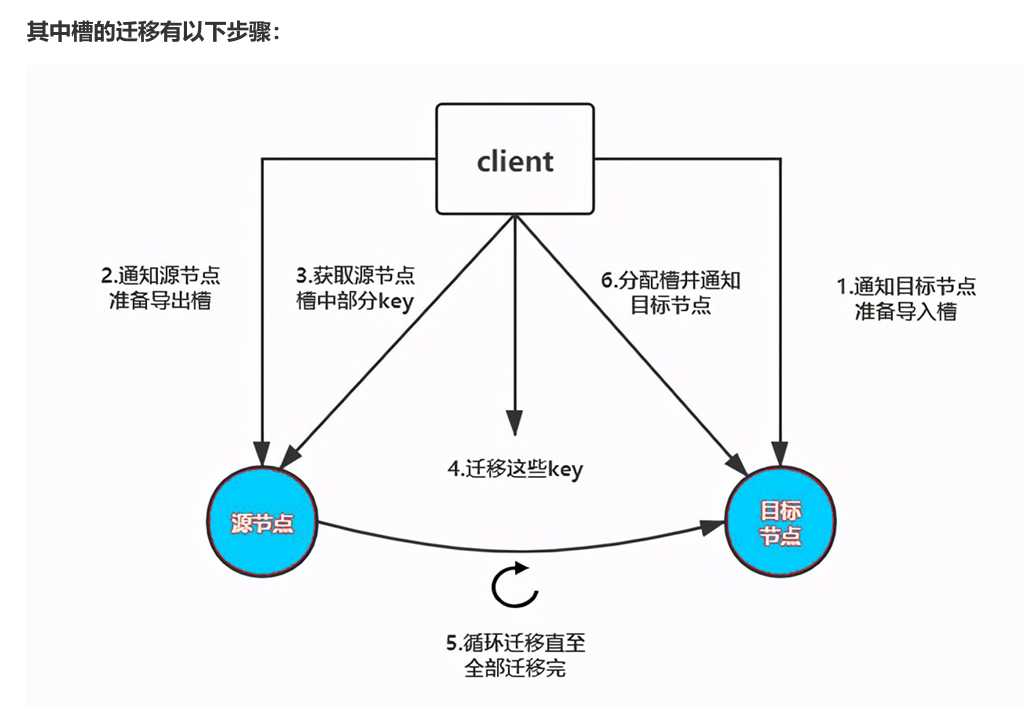 其中槽的迁移有以下步骤：
client
2.通知源节点
准备导出槽
3.获取源节点
槽中部分key
6.分配槽并通知
目标节点
1.通知目标节点
准备导入槽
4.迁移这些key
源节点
目标
节点
5.循环迁移直至
全部迁移完